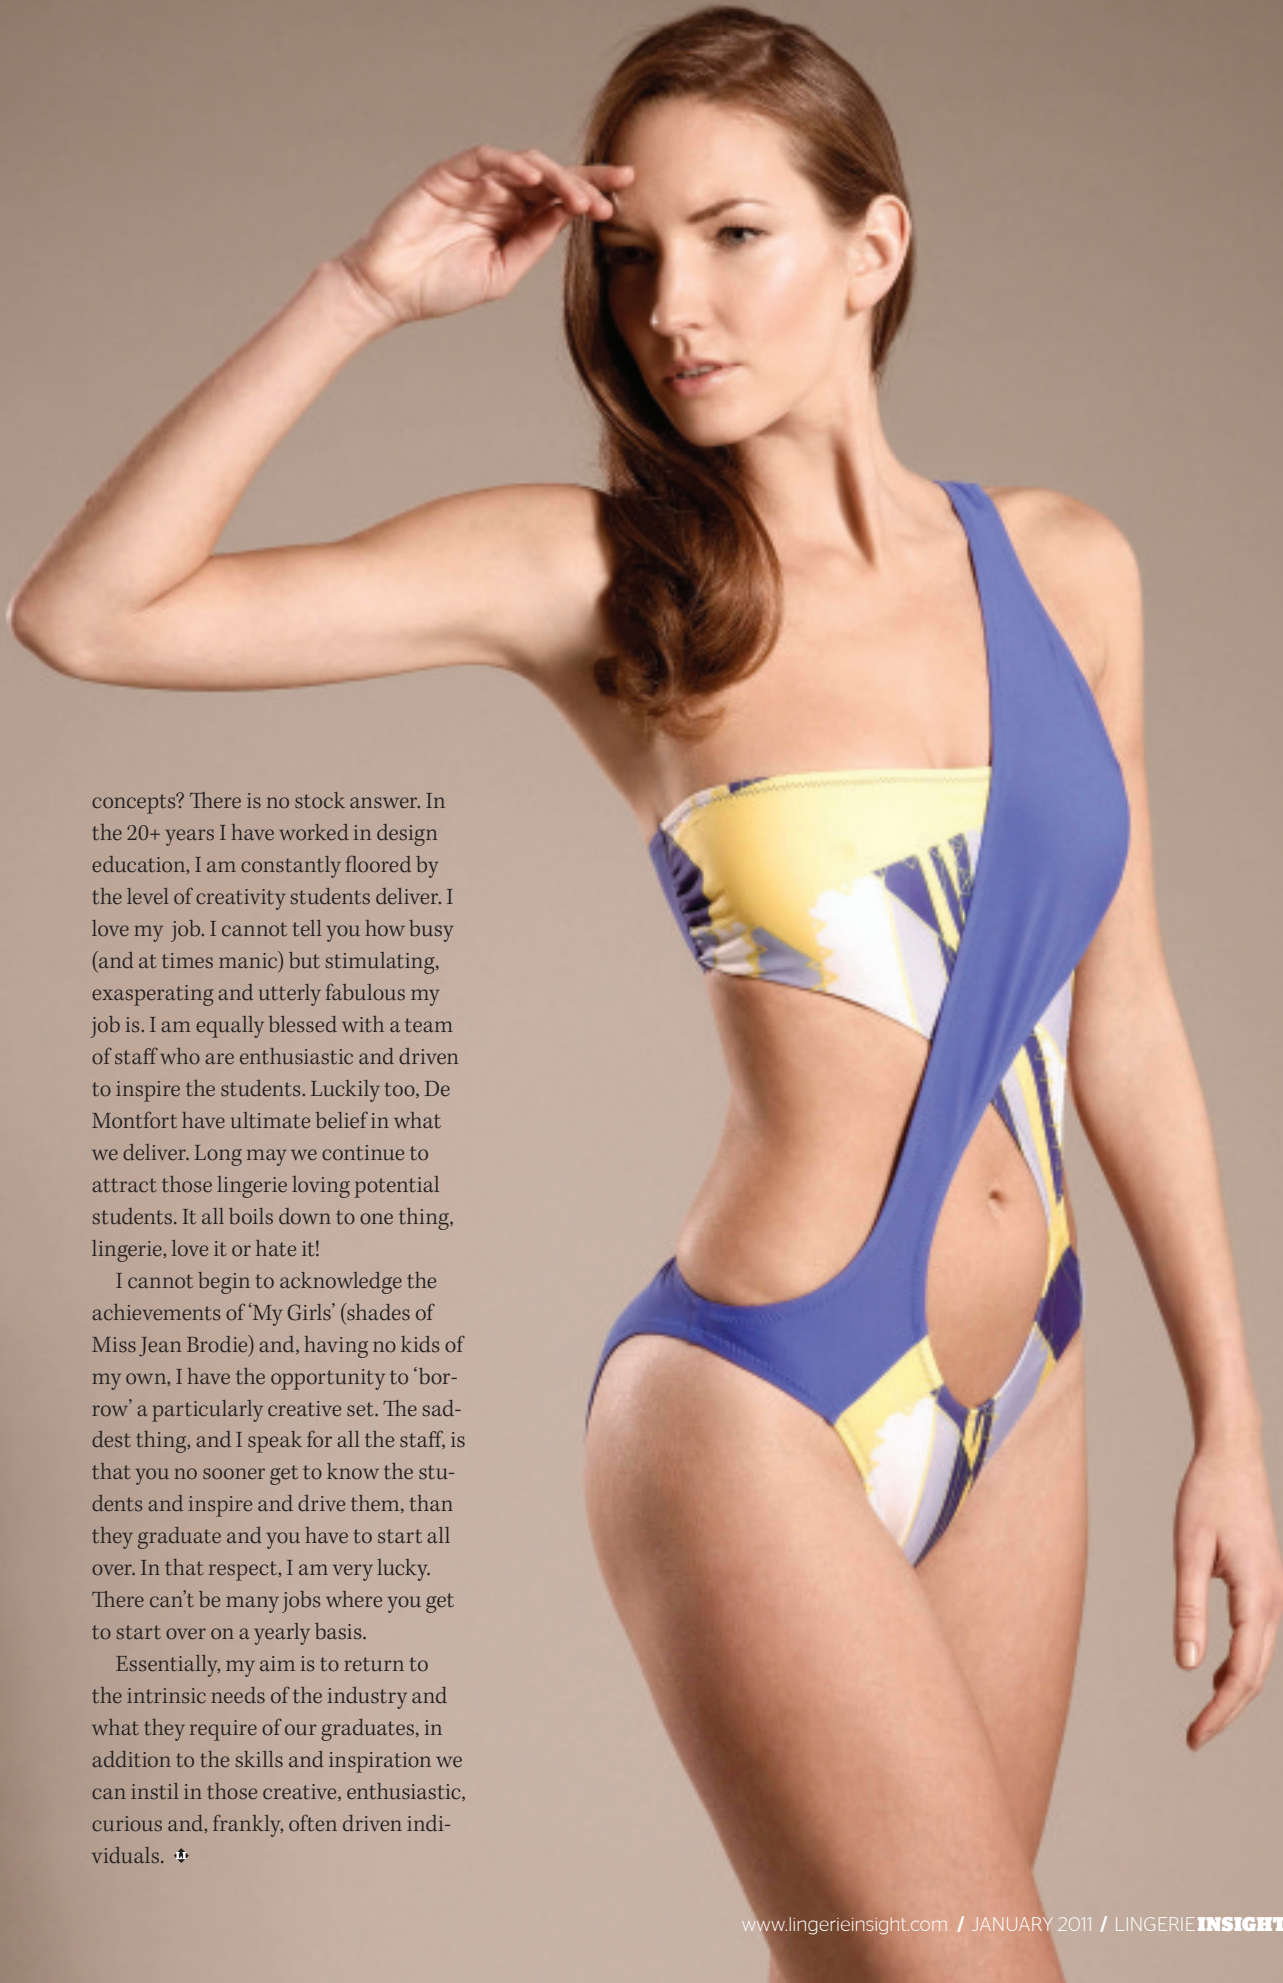 concepts? There is no stock answer. In
the 20+ years I have worked in design
education, I am constantly floored by
the level of creativity students deliver. I
love my job. I cannot tell you how busy
(and at times manic) but stimulating,
exasperating and utterly fabulous my
job is. I am equally blessed with a team
of staff who are enthusiastic and driven
to inspire the students. Luckily too, De
Montfort have ultimate belief in what
we deliver. Long may we continue to
attract those lingerie loving potential
students. It all boils down to one thing,
lingerie, love it or hate it!
I cannot begin to acknowledge the
achievements of ‘My Girls’ (shades of
Miss Jean Brodie) and, having no kids of
my own, I have the opportunity to ‘bor-
row’ a particularly creative set. The sad-
dest thing, and I speak for all the staff, is
that you no sooner get to know the stu-
dents and inspire and drive them, than
they graduate and you have to start all
over. In that respect, I am very lucky.
There can’t be many jobs where you get
to start over on a yearly basis.
Essentially, my aim is to return to
the intrinsic needs of the industry and
what they require of our graduates, in
addition to the skills and inspiration we
can instil in those creative, enthusiastic,
curious and, frankly, often driven indi-
viduals. LI
www.lingerieinsight.com / JANUARY 2011 / LINGERIE INSIGHT